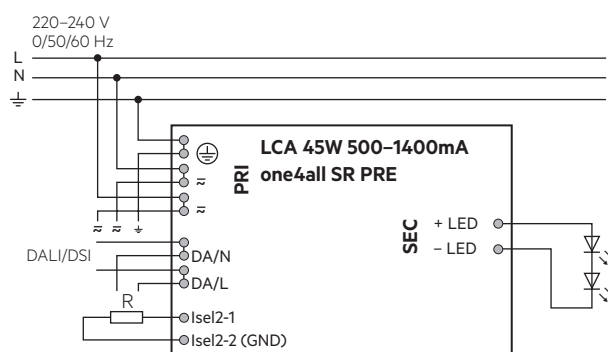 220–240 V
0/50/60 Hz
L
N
LCA 45W 500–1400mA
one4all SR PRE
PRI
SEC
+ LED
– LED
DALI/DSI
DA/N
DA/L
R
Isel2-1
Isel2-2 (GND)